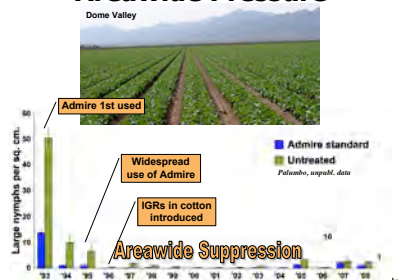 Areawide Pressure
Dome Valley
Admire 1st used
Widespread
use of Admire
IGRs in cotton
introduced
Admire standard
Untreated
Palumbo, unpubl. data
Large nymphs per sq. cm.
60
50
40
30
20
10
0
10
Areawide Suppression
'93 '94 '95 '96 '97 '98 '99 '00 '01 '02 '03 '04 '05 '06 '07 '08